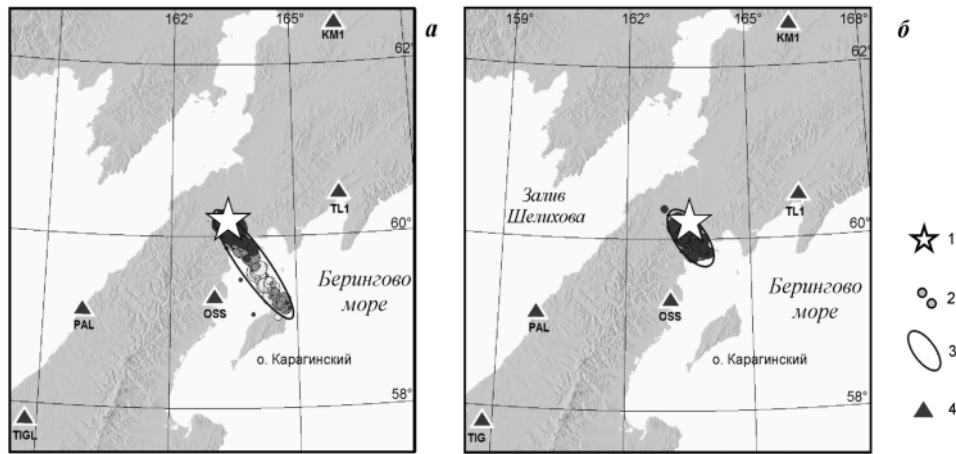 162° 165°
KM1
62°
TL1
60°
Берингово
море
OSS
PAL
о. Карагинский
58°
TIGL
а
159° 162° 165° 168°
KM1
62°
Залив
Шелихова
TL1
60°
Берингово
море
OSS
PAL
о. Карагинский
58°
TIG
б
1
2
3
4